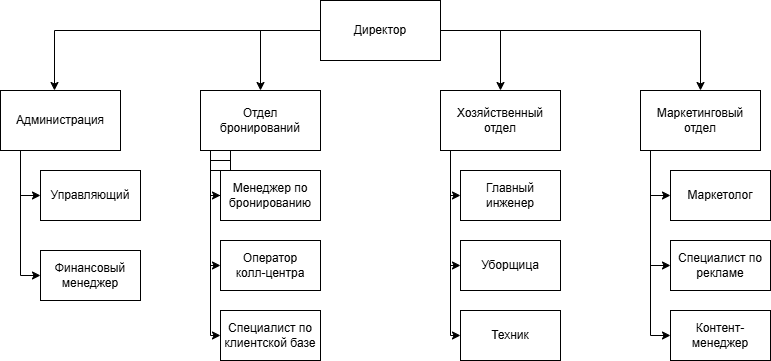 Директор
Администрация
Отдел
бронирований
Хозяйственный
отдел
Маркетинговый
отдел
Управляющий
Финансовый
менеджер
Менеджер по
бронированию
Оператор
колл-центра
Специалист по
клиентской базе
Главный
инженер
Уборщица
Техник
Маркетолог
Специалист по
рекламе
Контент-
менеджер